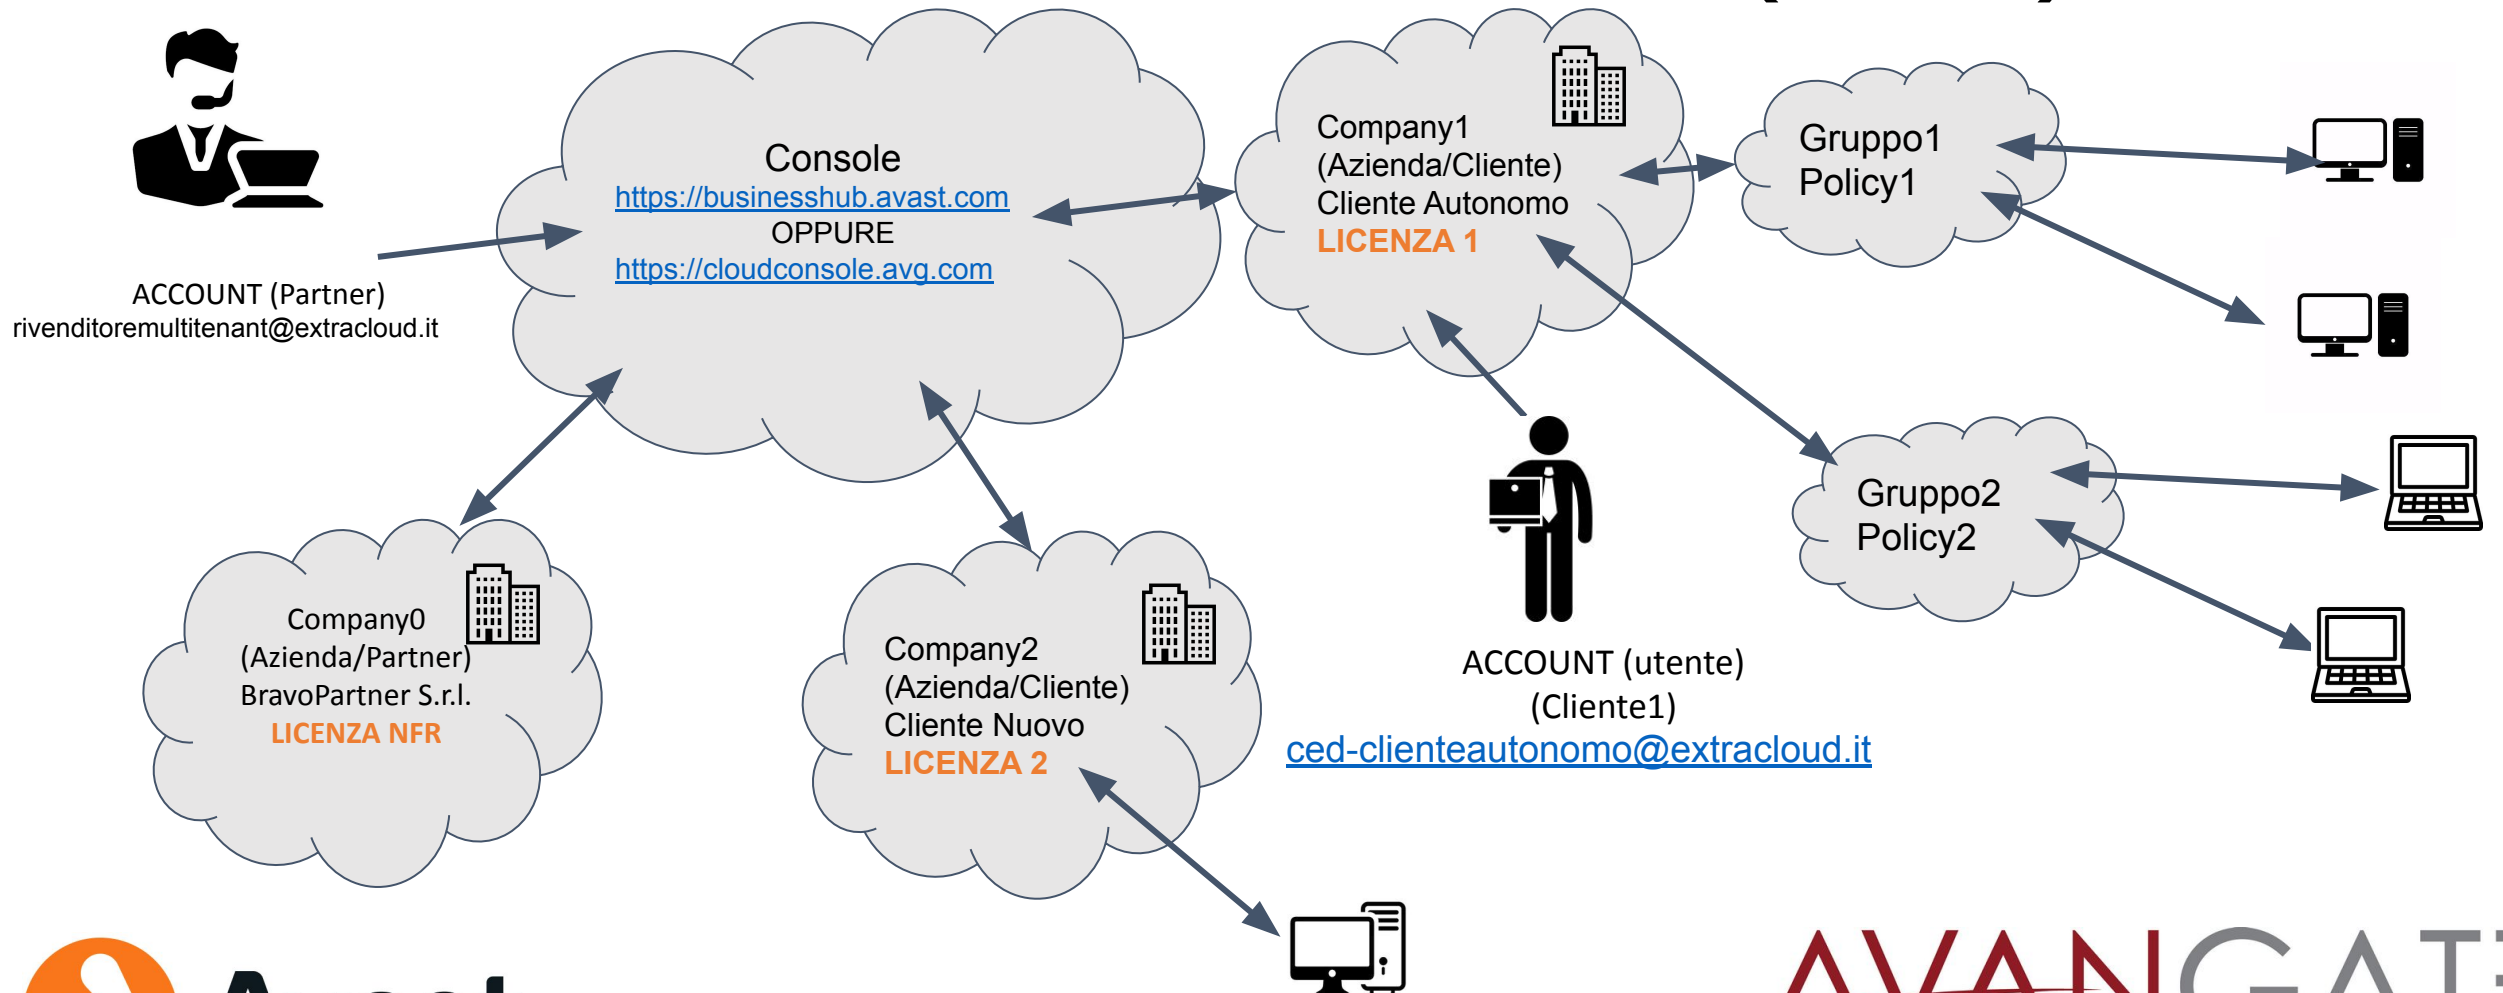 Console
https://businesshub.avast.com
OPPURE
https://cloudconsole.avg.com
ACCOUNT (Partner)
rivenditoremultitenant@extracloud.it
Company1
(Azienda/Cliente)
Cliente Autonomo
LICENZA 1
Gruppo1
Policy1
Gruppo2
Policy2
Company0
(Azienda/Partner)
BravoPartner S.r.l.
LICENZA NFR
Company2
(Azienda/Cliente)
Cliente Nuovo
LICENZA 2
ACCOUNT (utente)
(Cliente1)
ced-clienteautonomo@extracloud.it